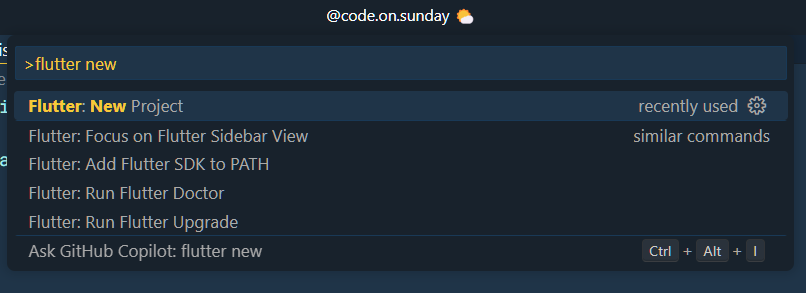 @code.on.sunday
>flutter new
Flutter: New Project recently used
Flutter: Focus on Flutter Sidebar View similar commands
Flutter: Add Flutter SDK to PATH
Flutter: Run Flutter Doctor
Flutter: Run Flutter Upgrade
Ask GitHub Copilot: flutter new Ctrl + Alt + I